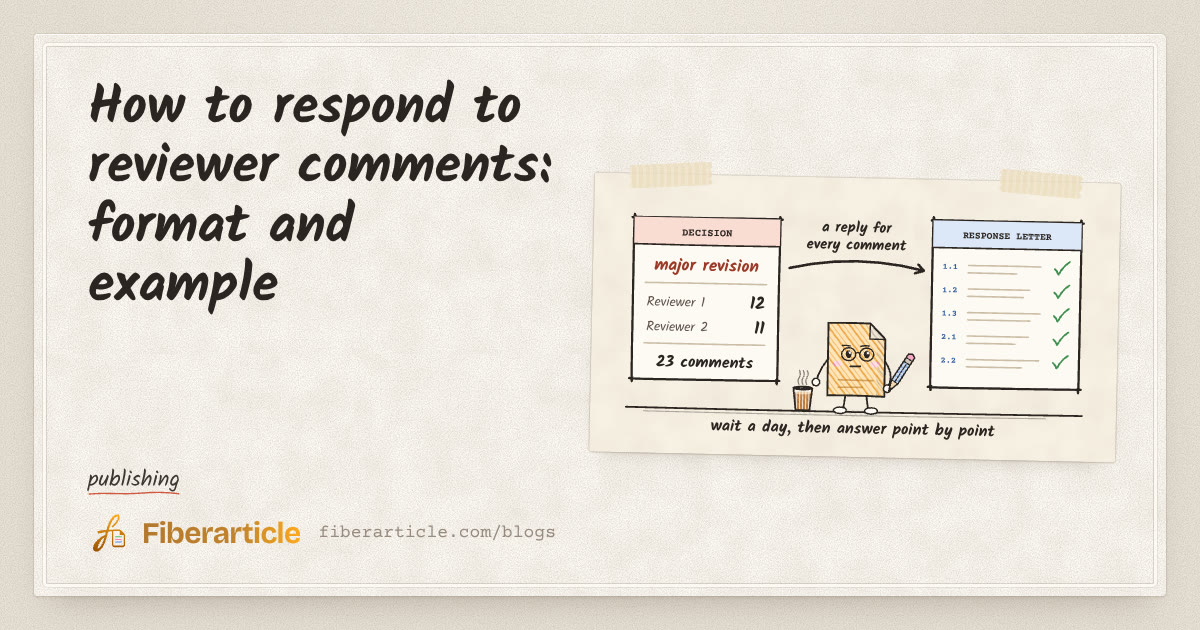 How to respond to
reviewer comments:
format and
example
DECISION
major revision
Reviewer 1 12
Reviewer 2 11
23 comments
a reply for
every comment
RESPONSE LETTER
1.1
1.2
1.3
2.1
2.2
wait a day, then answer point by point
publishing
Fiberarticle fiberarticle.com/blogs